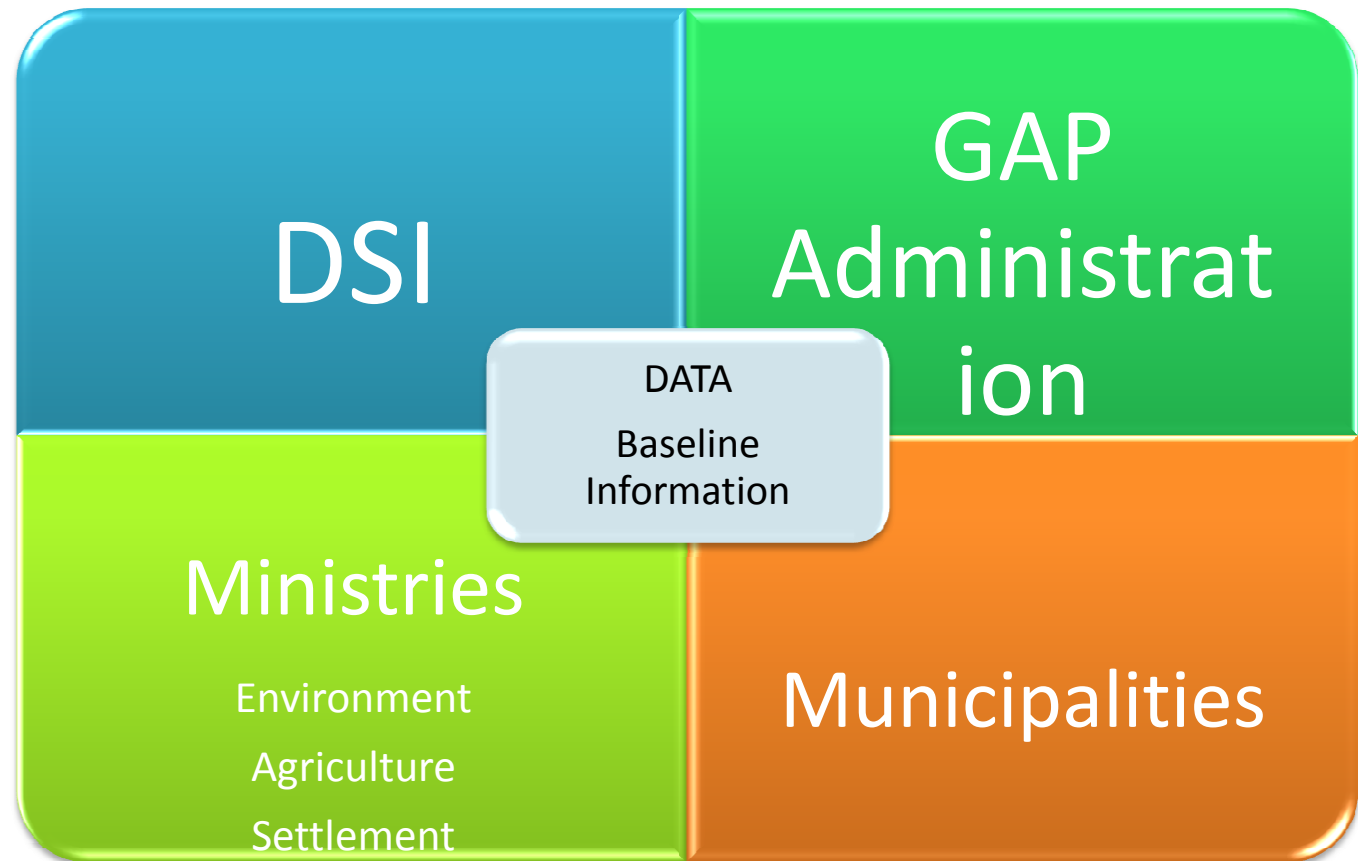 DSI
GAP
Administrat
ion
DATA
Baseline
Information
Ministries
Environment
Agriculture
Settlement
Municipalities